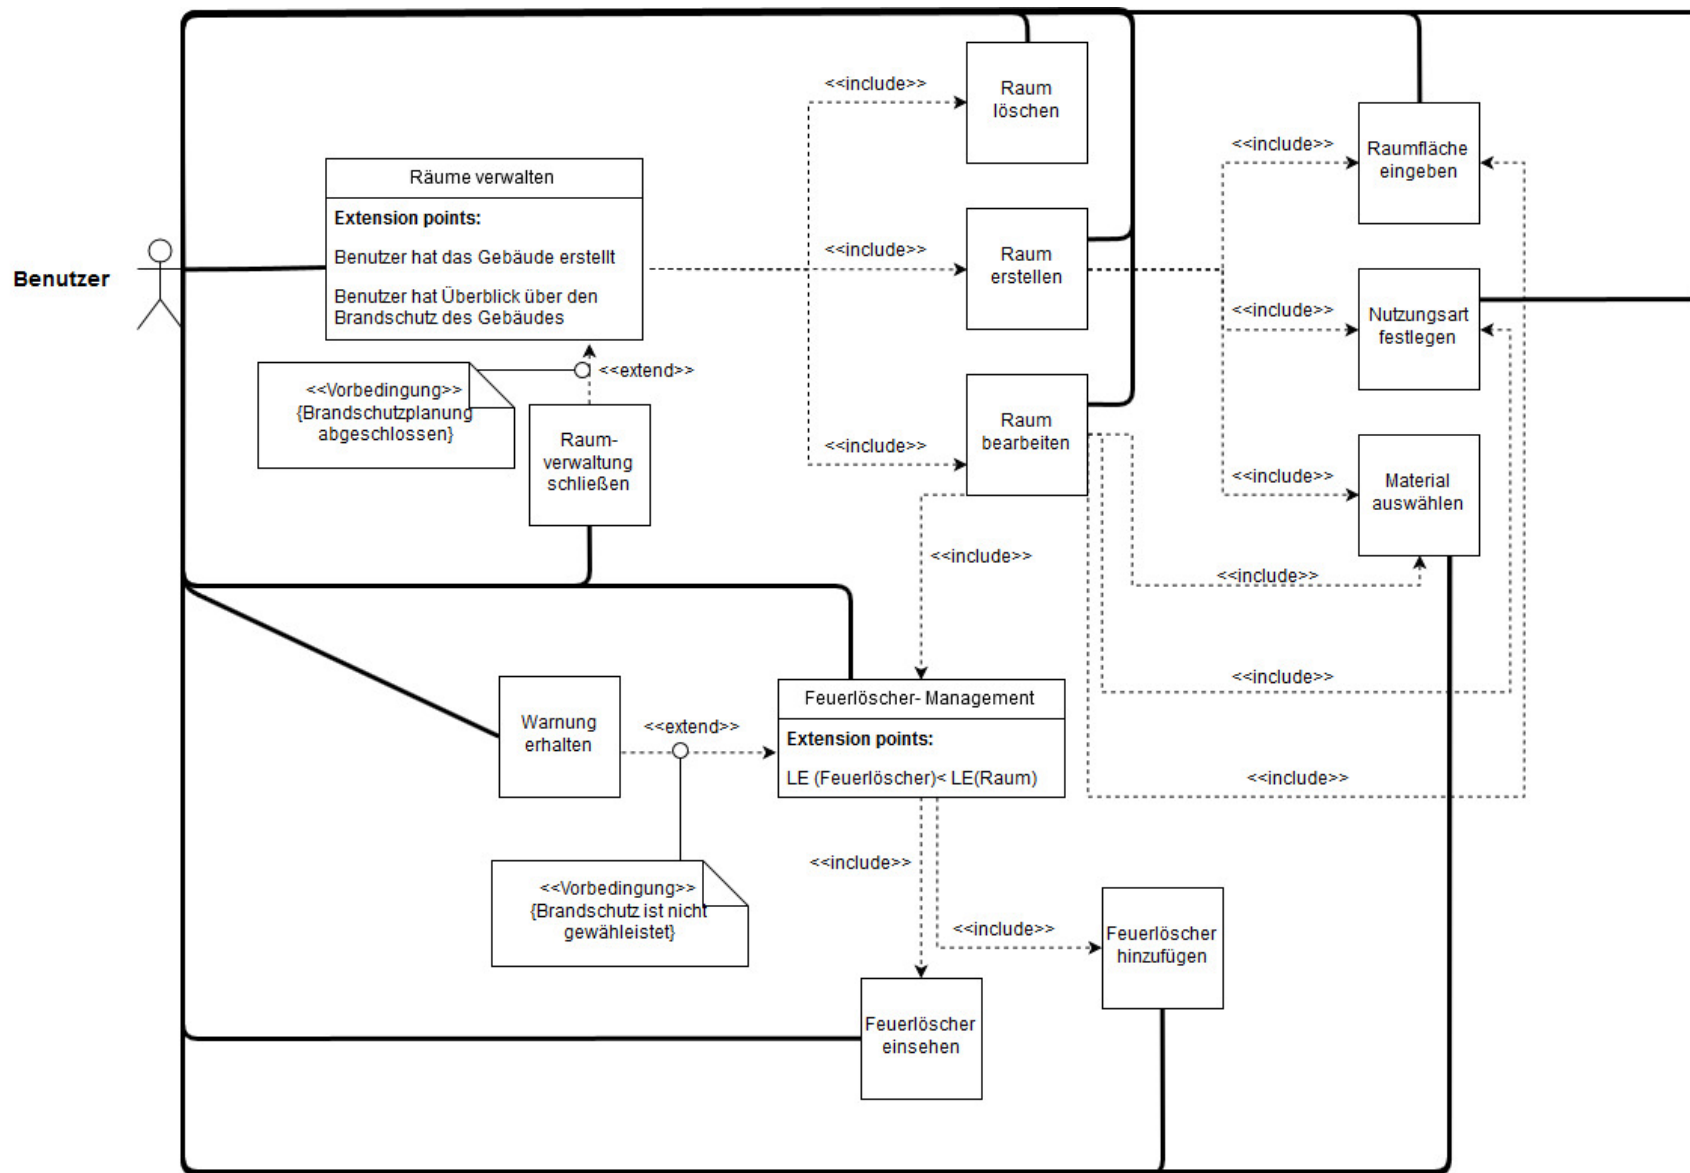 Benutzer
Räume verwalten
Extension points:
Benutzer hat das Gebäude erstellt
Benutzer hat Überblick über den
Brandschutz des Gebäudes
<<Vorbedingung>>
{Brandschutzplanung
abgeschlossen}
<<extend>>
Raum-
verwaltung
schließen
<<include>>
Raum
löschen
<<include>>
Raum
erstellen
<<include>>
Raum
bearbeiten
<<include>>
Raumfläche
eingeben
<<include>>
Nutzungsart
festlegen
<<include>>
Material
auswählen
<<include>>
<<include>>
<<include>>
<<include>>
Warnung
erhalten
<<extend>>
Feuerlöscher- Management
Extension points:
LE (Feuerlöscher)< LE(Raum)
<<Vorbedingung>>
{Brandschutz ist nicht
gewähleistet}
<<include>>
<<include>>
Feuerlöscher
hinzufügen
Feuerlöscher
einsehen